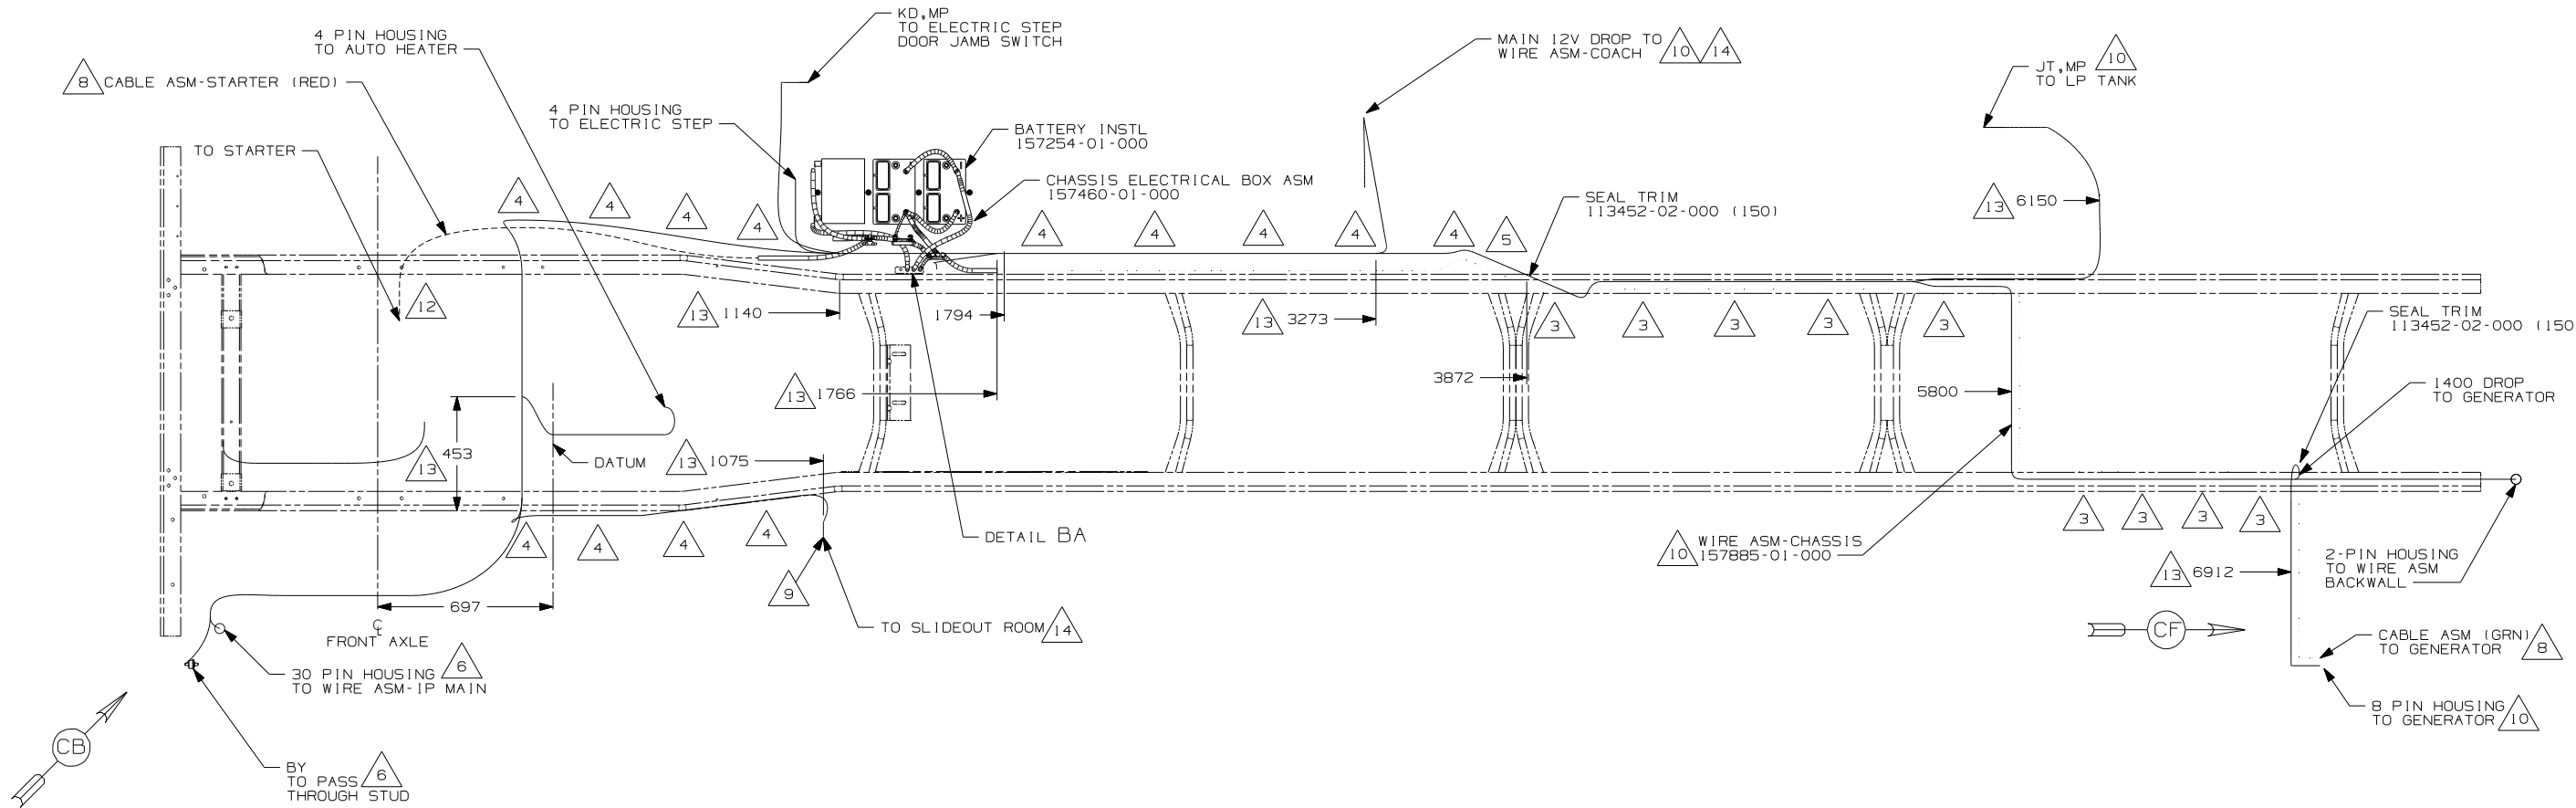 KD,MP
TO ELECTRIC STEP
DOOR JAMB SWITCH
4 PIN HOUSING
TO AUTO HEATER
8 CABLE ASM-STARTER (RED)
4 PIN HOUSING
TO ELECTRIC STEP
TO STARTER
BATTERY INSTL
157254-01-000
CHASSIS ELECTRICAL BOX ASM
157460-01-000
MAIN 12V DROP TO
WIRE ASM-COACH 10 14
JT,MP 10
TO LP TANK
13 6150
SEAL TRIM
113452-02-000 (150)
4
4
4
4
4
4
4
4
4
5
12
13 1140
1794
13 3273
3
3
3
3
3
SEAL TRIM
113452-02-000 (150
13 1766
3872
5800
1400 DROP
TO GENERATOR
453
13
DATUM
13 1075
4
4
4
4
9
DETAIL BA
10 WIRE ASM-CHASSIS
157885-01-000
3
3
3
3
2-PIN HOUSING
TO WIRE ASM
BACKWALL
13 6912
697
CL
FRONT AXLE
TO SLIDEOUT ROOM 14
CF
CABLE ASM (GRN)
TO GENERATOR 8
30 PIN HOUSING 6
TO WIRE ASM-IP MAIN
8 PIN HOUSING
TO GENERATOR 10
CB
BY
TO PASS 6
THROUGH STUD